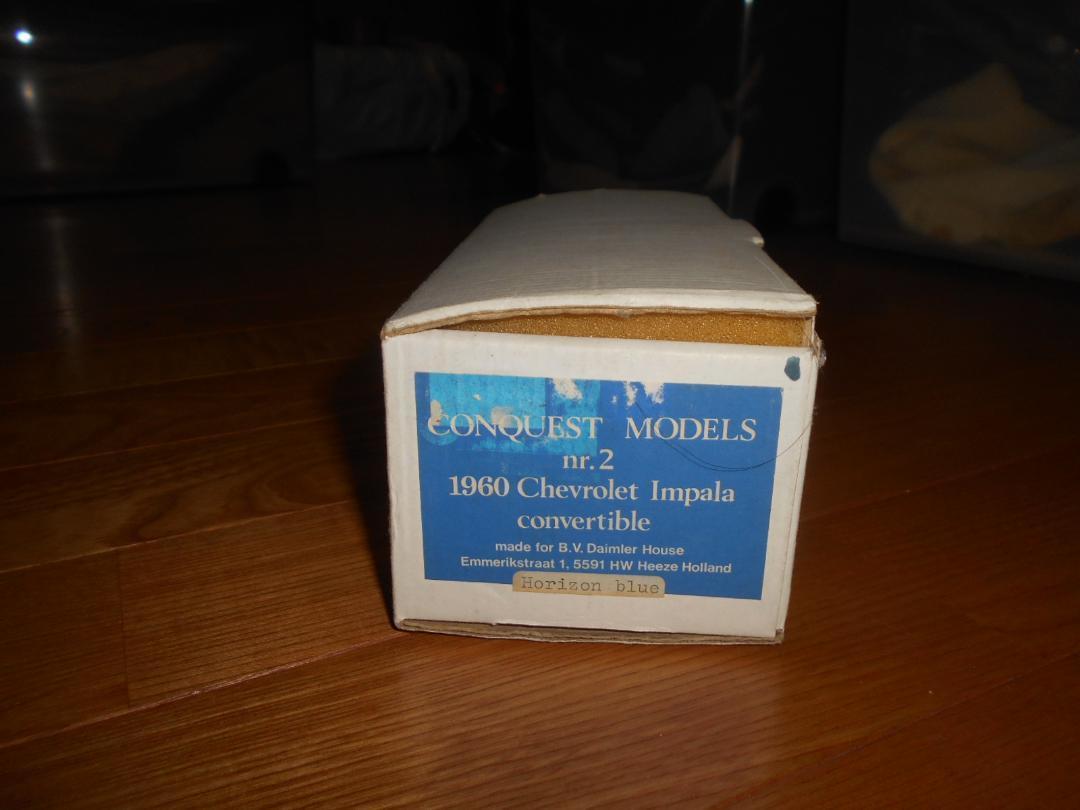 CONQUEST MODELS
nr. 2
1960 Chevrolet Impala
convertible
made for B.V. Daimler House
Emmerikstraat 1, 5591 HW Heeze Holland
Horizon blue